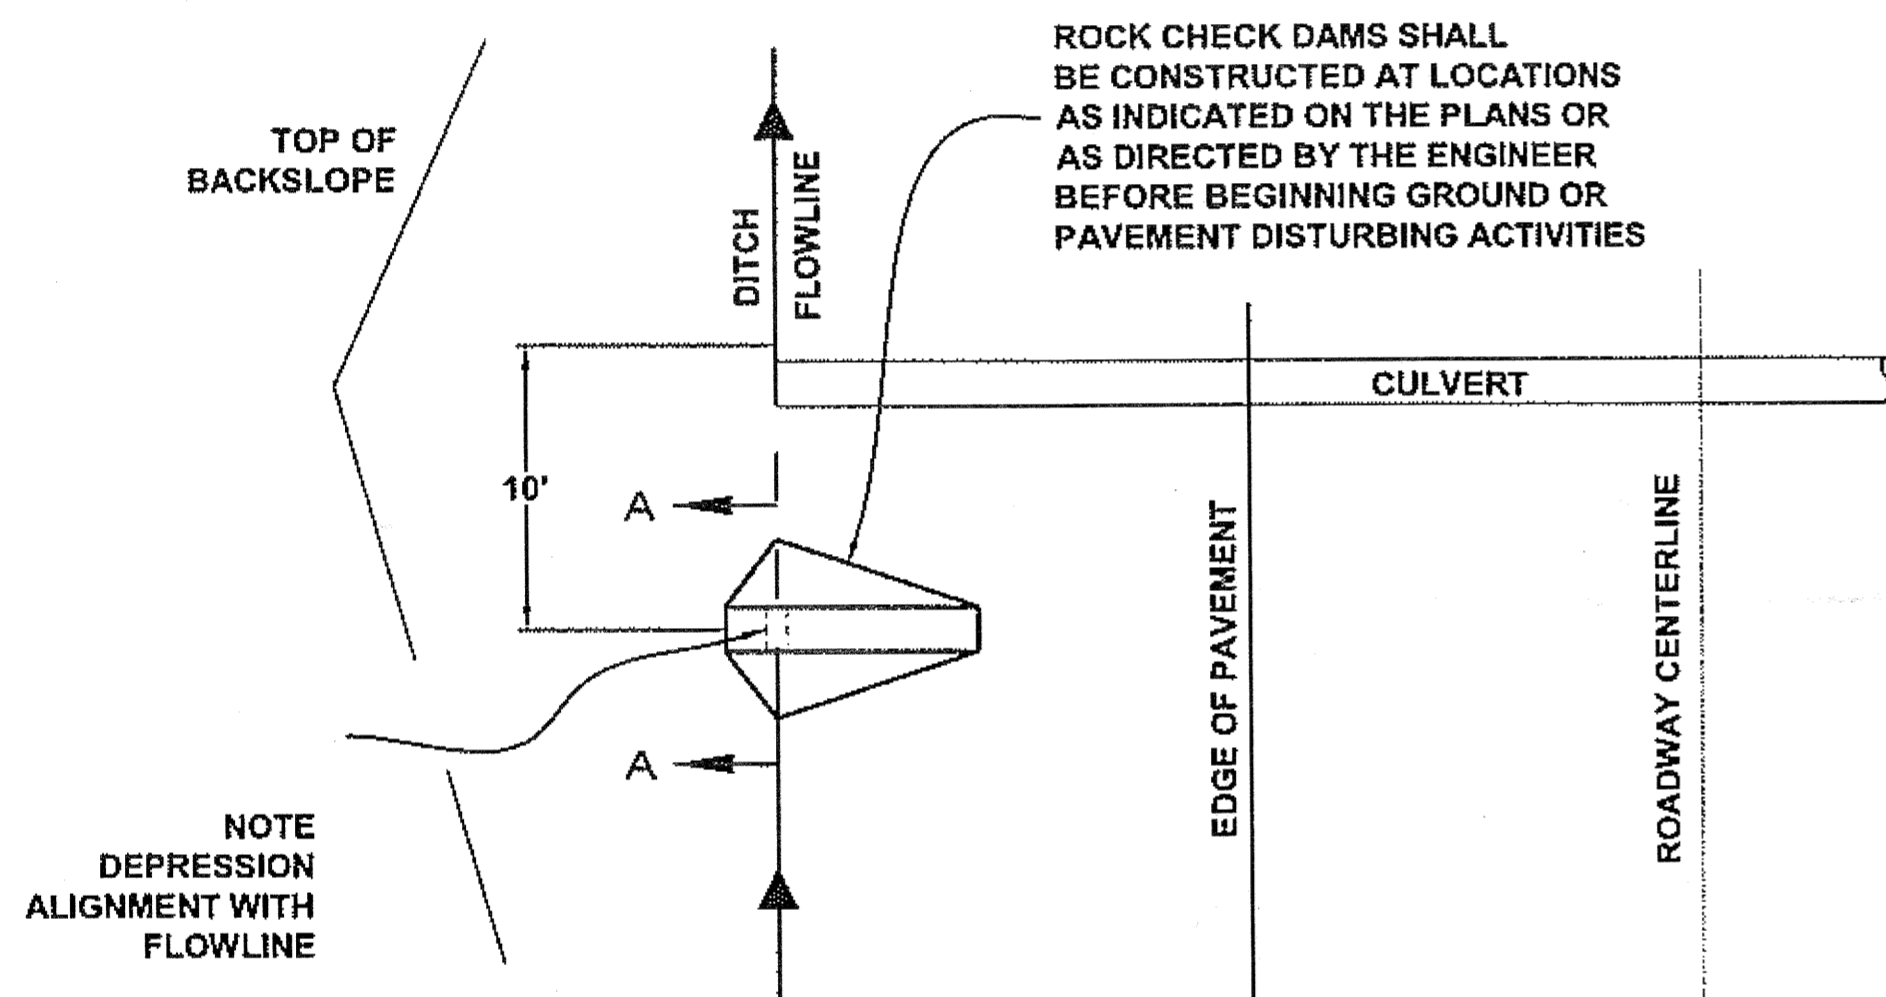 ROCK CHECK DAMS SHALL
BE CONSTRUCTED AT LOCATIONS
AS INDICATED ON THE PLANS OR
AS DIRECTED BY THE ENGINEER
BEFORE BEGINNING GROUND OR
PAVEMENT DISTURBING ACTIVITIES
TOP OF
BACKSLOPE
DITCH
FLOWLINE
CULVERT
10'
A
A
EDGE OF PAVEMENT
ROADWAY CENTERLINE
NOTE
DEPRESSION
ALIGNMENT WITH
FLOWLINE